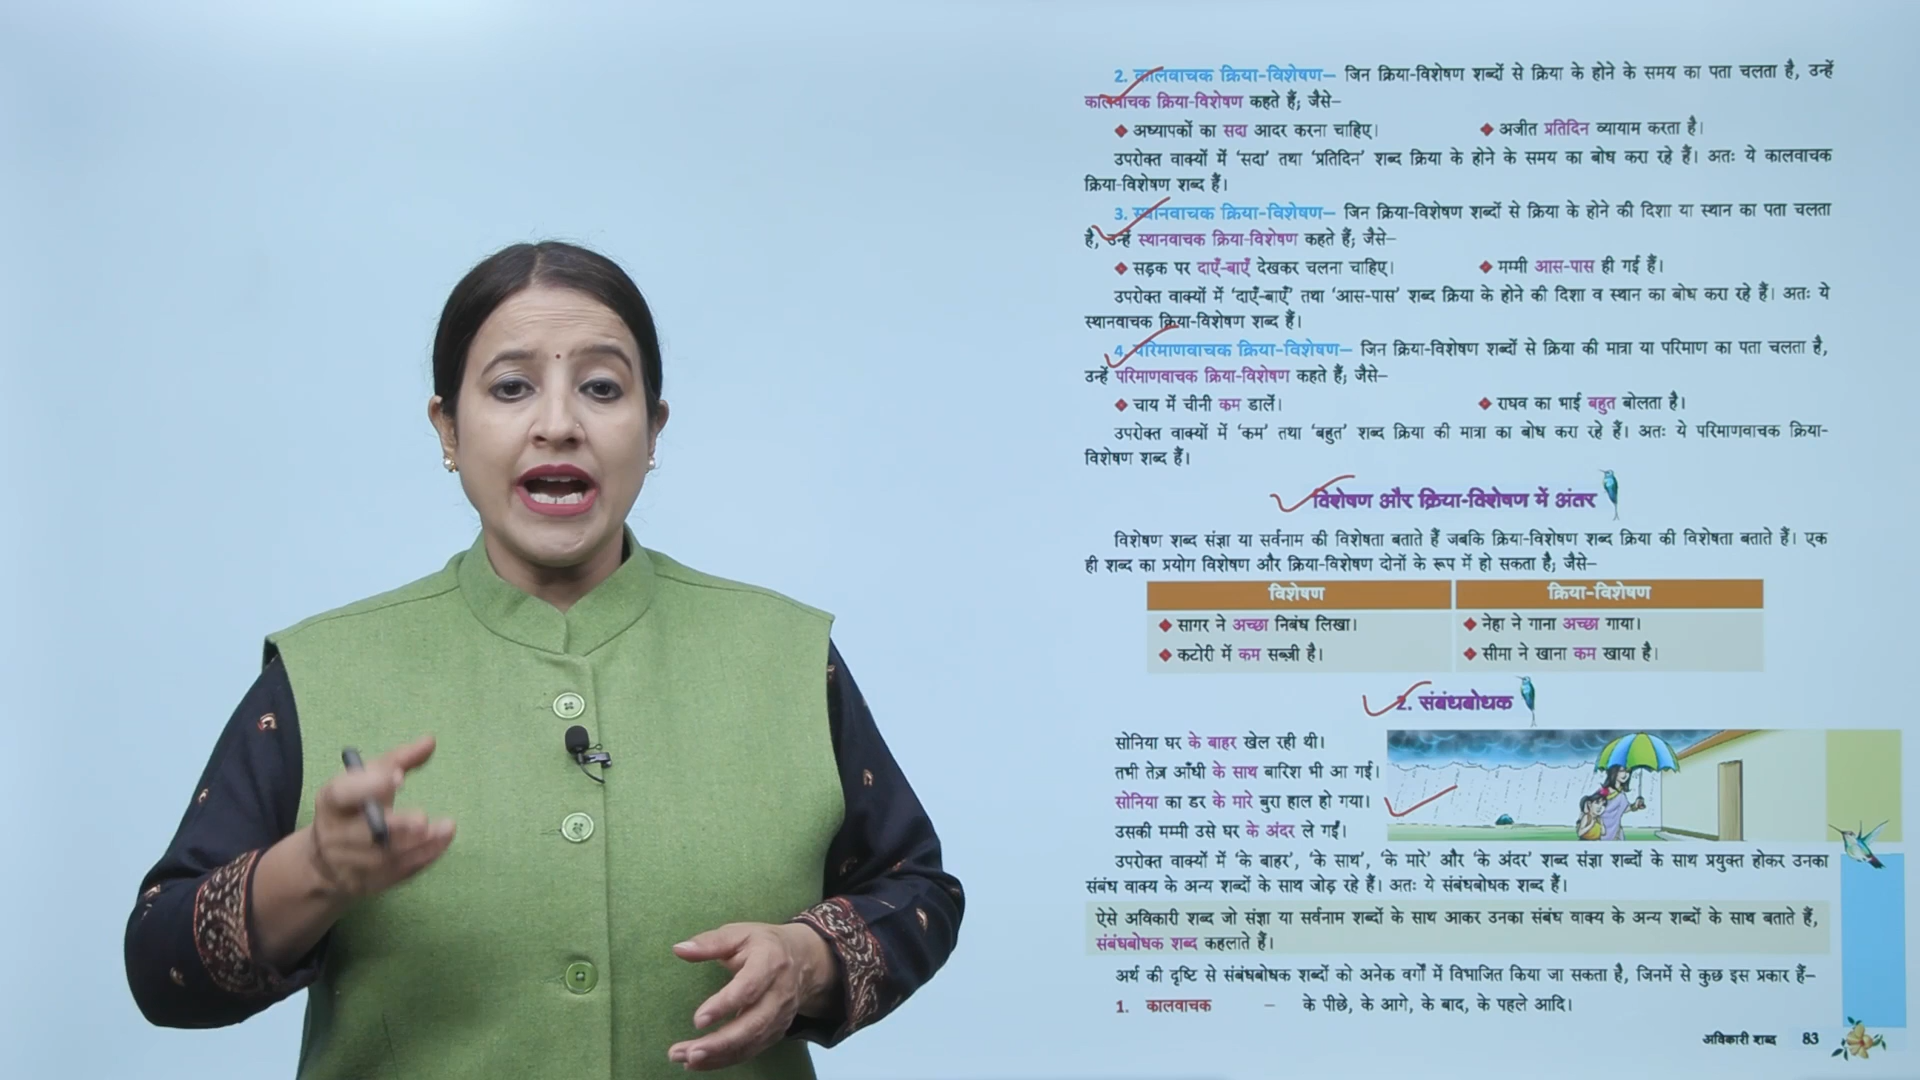 2. कालवाचक क्रिया-विशेषण– जिन क्रिया-विशेषण शब्दों से क्रिया के होने के समय का पता चलता है, उन्हें
कालवाचक क्रिया-विशेषण कहते हैं; जैसे–
❖ अध्यापकों का सदा आदर करना चाहिए। ❖ अजीत प्रतिदिन व्यायाम करता है।
उपरोक्त वाक्यों में ‘सदा’ तथा ‘प्रतिदिन’ शब्द क्रिया के होने के समय का बोध करा रहे हैं। अतः ये कालवाचक
क्रिया-विशेषण शब्द हैं।
3. स्थानवाचक क्रिया-विशेषण– जिन क्रिया-विशेषण शब्दों से क्रिया के होने की दिशा या स्थान का पता चलता
है, उन्हें स्थानवाचक क्रिया-विशेषण कहते हैं; जैसे–
❖ सड़क पर दाएँ-बाएँ देखकर चलना चाहिए। ❖ मम्मी आस-पास ही गई हैं।
उपरोक्त वाक्यों में ‘दाएँ-बाएँ’ तथा ‘आस-पास’ शब्द क्रिया के होने की दिशा व स्थान का बोध करा रहे हैं। अतः ये
स्थानवाचक क्रिया-विशेषण शब्द हैं।
4. परिमाणवाचक क्रिया-विशेषण– जिन क्रिया-विशेषण शब्दों से क्रिया की मात्रा या परिमाण का पता चलता है,
उन्हें परिमाणवाचक क्रिया-विशेषण कहते हैं; जैसे–
❖ चाय में चीनी कम डालें। ❖ राघव का भाई बहुत बोलता है।
उपरोक्त वाक्यों में ‘कम’ तथा ‘बहुत’ शब्द क्रिया की मात्रा का बोध करा रहे हैं। अतः ये परिमाणवाचक क्रिया-
विशेषण शब्द हैं।
विशेषण और क्रिया-विशेषण में अंतर
विशेषण शब्द संज्ञा या सर्वनाम की विशेषता बताते हैं जबकि क्रिया-विशेषण शब्द क्रिया की विशेषता बताते हैं। एक
ही शब्द का प्रयोग विशेषण और क्रिया-विशेषण दोनों के रूप में हो सकता है; जैसे–
विशेषण क्रिया-विशेषण
❖ सागर ने अच्छा निबंध लिखा। ❖ नेहा ने गाना अच्छा गाया।
❖ कटोरी में कम सब्ज़ी है। ❖ सीमा ने खाना कम खाया है।
2. संबंधबोधक
सोनिया घर के बाहर खेल रही थी।
तभी तेज़ आँधी के साथ बारिश भी आ गई।
सोनिया का डर के मारे बुरा हाल हो गया।
उसकी मम्मी उसे घर के अंदर ले गईं।
उपरोक्त वाक्यों में ‘के बाहर’, ‘के साथ’, ‘के मारे’ और ‘के अंदर’ शब्द संज्ञा शब्दों के साथ प्रयुक्त होकर उनका
संबंध वाक्य के अन्य शब्दों के साथ जोड़ रहे हैं। अतः ये संबंधबोधक शब्द हैं।
ऐसे अविकारी शब्द जो संज्ञा या सर्वनाम शब्दों के साथ आकर उनका संबंध वाक्य के अन्य शब्दों के साथ बताते हैं,
संबंधबोधक शब्द कहलाते हैं।
अर्थ की दृष्टि से संबंधबोधक शब्दों को अनेक वर्गों में विभाजित किया जा सकता है, जिनमें से कुछ इस प्रकार हैं–
1. कालवाचक – के पीछे, के आगे, के बाद, के पहले आदि।
अविकारी शब्द 83